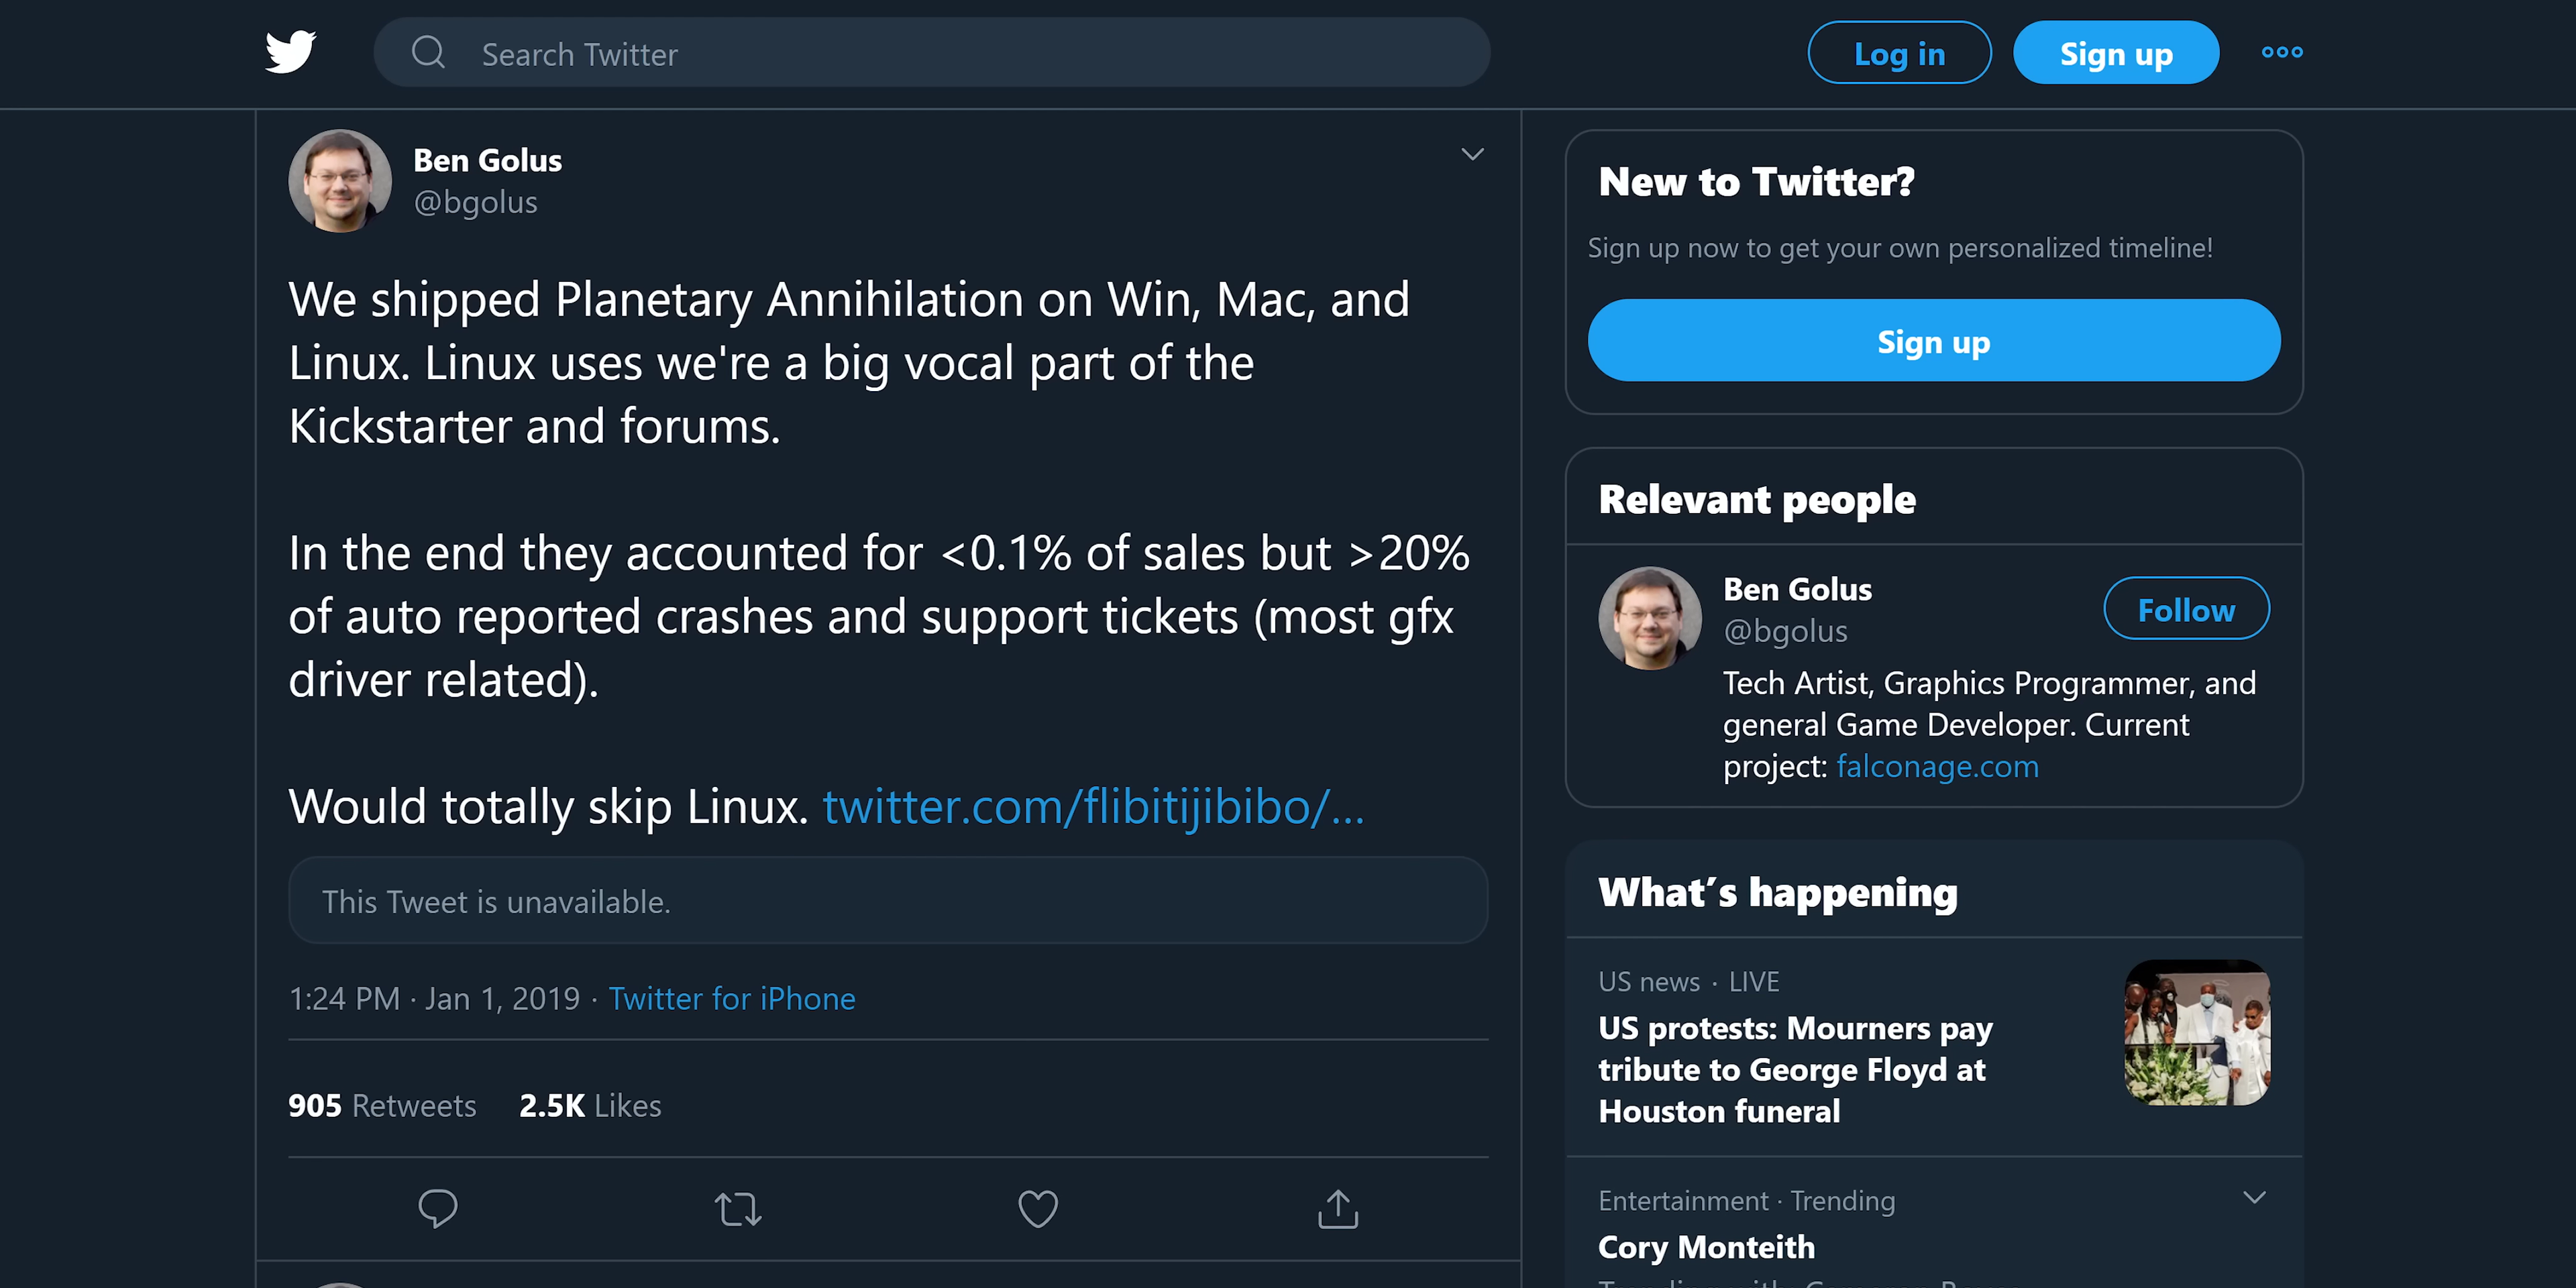 Search Twitter
Log in
Sign up
Ben Golus
@bgolus
We shipped Planetary Annihilation on Win, Mac, and
Linux. Linux uses we're a big vocal part of the
Kickstarter and forums.
In the end they accounted for <0.1% of sales but >20%
of auto reported crashes and support tickets (most gfx
driver related).
Would totally skip Linux. twitter.com/flibitijibibo/...
This Tweet is unavailable.
1:24 PM · Jan 1, 2019 · Twitter for iPhone
905 Retweets 2.5K Likes
New to Twitter?
Sign up now to get your own personalized timeline!
Sign up
Relevant people
Ben Golus
@bgolus
Follow
Tech Artist, Graphics Programmer, and
general Game Developer. Current
project: falconage.com
What's happening
US news · LIVE
US protests: Mourners pay
tribute to George Floyd at
Houston funeral
Entertainment · Trending
Cory Monteith